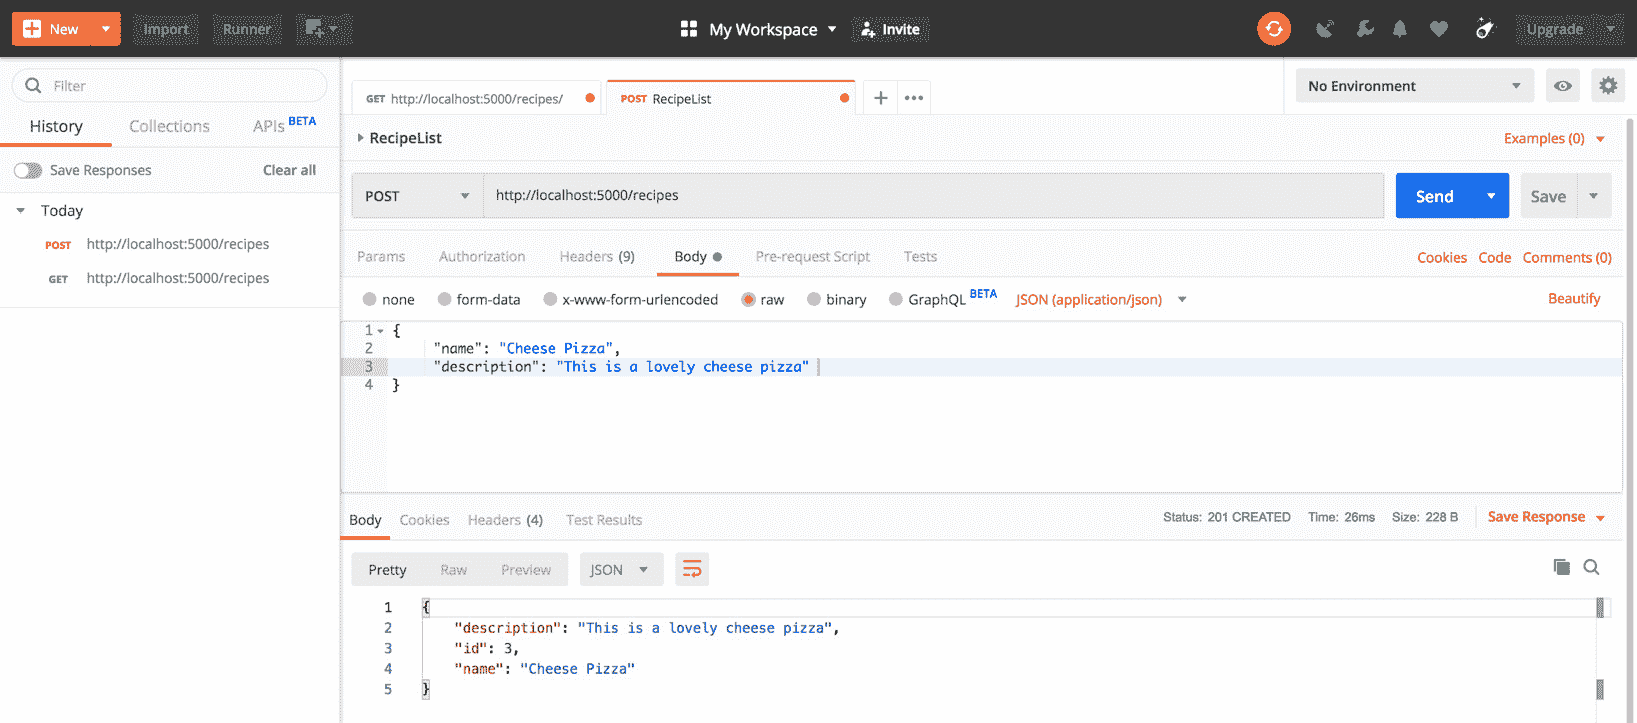 New Import Runner My Workspace Invite Upgrade
Filter
History Collections APIs BETA
Save Responses Clear all
Today
POST http://localhost:5000/recipes
GET http://localhost:5000/recipes
GET http://localhost:5000/recipes/ POST RecipeList + ••• No Environment
RecipeList Examples (0)
POST http://localhost:5000/recipes Send Save
Params Authorization Headers (9) Body Pre-request Script Tests Cookies Code Comments (0)
none form-data x-www-form-urlencoded raw binary GraphQL BETA JSON (application/json) Beautify
1 {
2 "name": "Cheese Pizza",
3 "description": "This is a lovely cheese pizza"
4 }
Body Cookies Headers (4) Test Results Status: 201 CREATED Time: 26ms Size: 228 B Save Response
Pretty Raw Preview JSON
1 {
2 "description": "This is a lovely cheese pizza",
3 "id": 3,
4 "name": "Cheese Pizza"
5 }